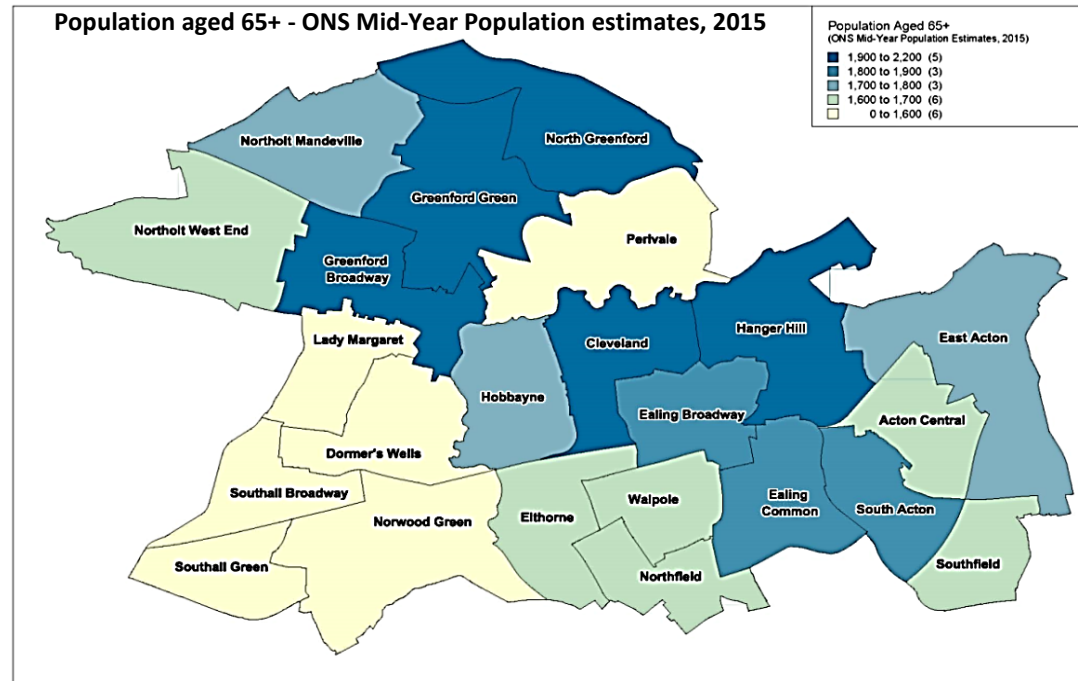 Population aged 65+ - ONS Mid-Year Population estimates, 2015
Population Aged 65+
(ONS Mid-Year Population Estimates, 2015)
1,900 to 2,200 (5)
1,800 to 1,900 (3)
1,700 to 1,800 (3)
1,600 to 1,700 (6)
0 to 1,600 (6)
Northolt Mandeville
North Greenford
Greenford Green
Northolt West End
Perivale
Greenford
Broadway
Lady Margaret
Cleveland
Hanger Hill
East Acton
Hobbayne
Ealing Broadway
Acton Central
Dormer's Wells
Southall Broadway
Norwood Green
Elthorne
Walpole
Ealing
Common
South Acton
Southall Green
Northfield
Southfield